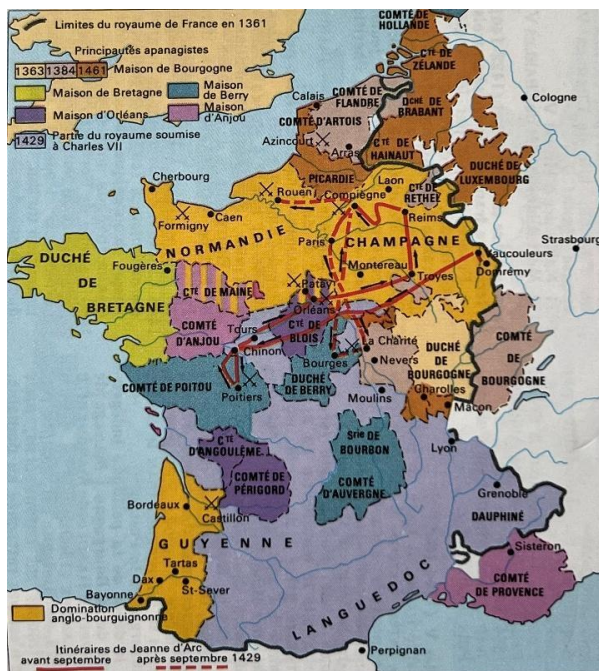 Limites du royaume de France en 1361
Principautés apanagistes
1363 1384 1461 Maison de Bourgogne
Maison de Bretagne
Maison de Berry
Maison d'Orléans
Maison d'Anjou
1429 Partie du royaume soumise à Charles VII
COMTÉ DE HOLLANDE
CTÉ DE ZÉLANDE
Cologne
Calais
COMTÉ DE FLANDRE
DCHÉ DE BRABANT
COMTÉ D'ARTOIS
Azincourt
Arras
CTÉ DE HAINAUT
PICARDIE
DUCHÉ DE LUXEMBOURG
Cherbourg
Rouen
Compiègne
Laon
CTÉ DE RETHEL
Reims
Formigny
Caen
NORMANDIE
Paris
CHAMPAGNE
Strasbourg
Vaucouleurs
Domrémy
Fougères
DUCHÉ DE BRETAGNE
CTÉ DE MAINE
Montereau
Troyes
Patay
Orléans
COMTÉ D'ANJOU
Tours
CTÉ DE BLOIS
Chinon
La Charité
DUCHÉ DE BOURGOGNE
COMTÉ DE BOURGOGNE
Bourges
Nevers
COMTÉ DE POITOU
DUCHÉ DE BERRY
Poitiers
Moulins
Charolles
Mâcon
CTÉ D'ANGOULÊME
SRIE DE BOURBON
Lyon
COMTÉ DE PÉRIGORD
COMTÉ D'AUVERGNE
Grenoble
DAUPHINÉ
Bordeaux
Castillon
GUYENNE
Sisteron
Tartas
Dax
St-Sever
COMTÉ DE PROVENCE
Bayonne
LANGUEDOC
Domination anglo-bourguignonne
Perpignan
Itinéraires de Jeanne d'Arc
avant septembre après septembre 1429